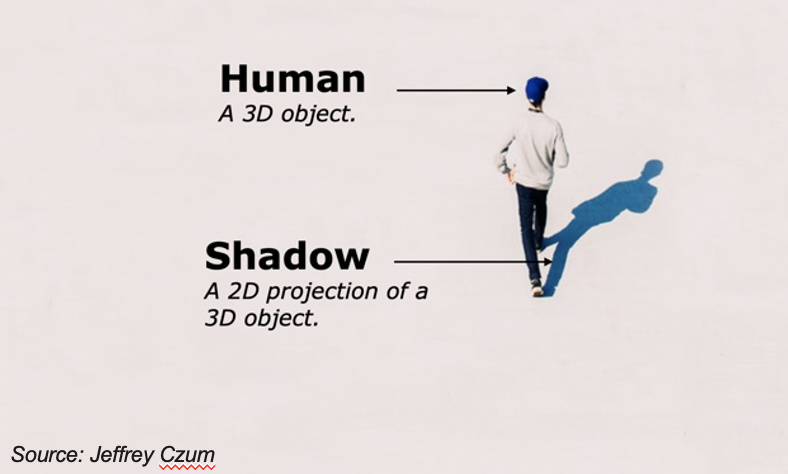 Human
A 3D object.
Shadow
A 2D projection of a
3D object.
Source: Jeffrey Czum